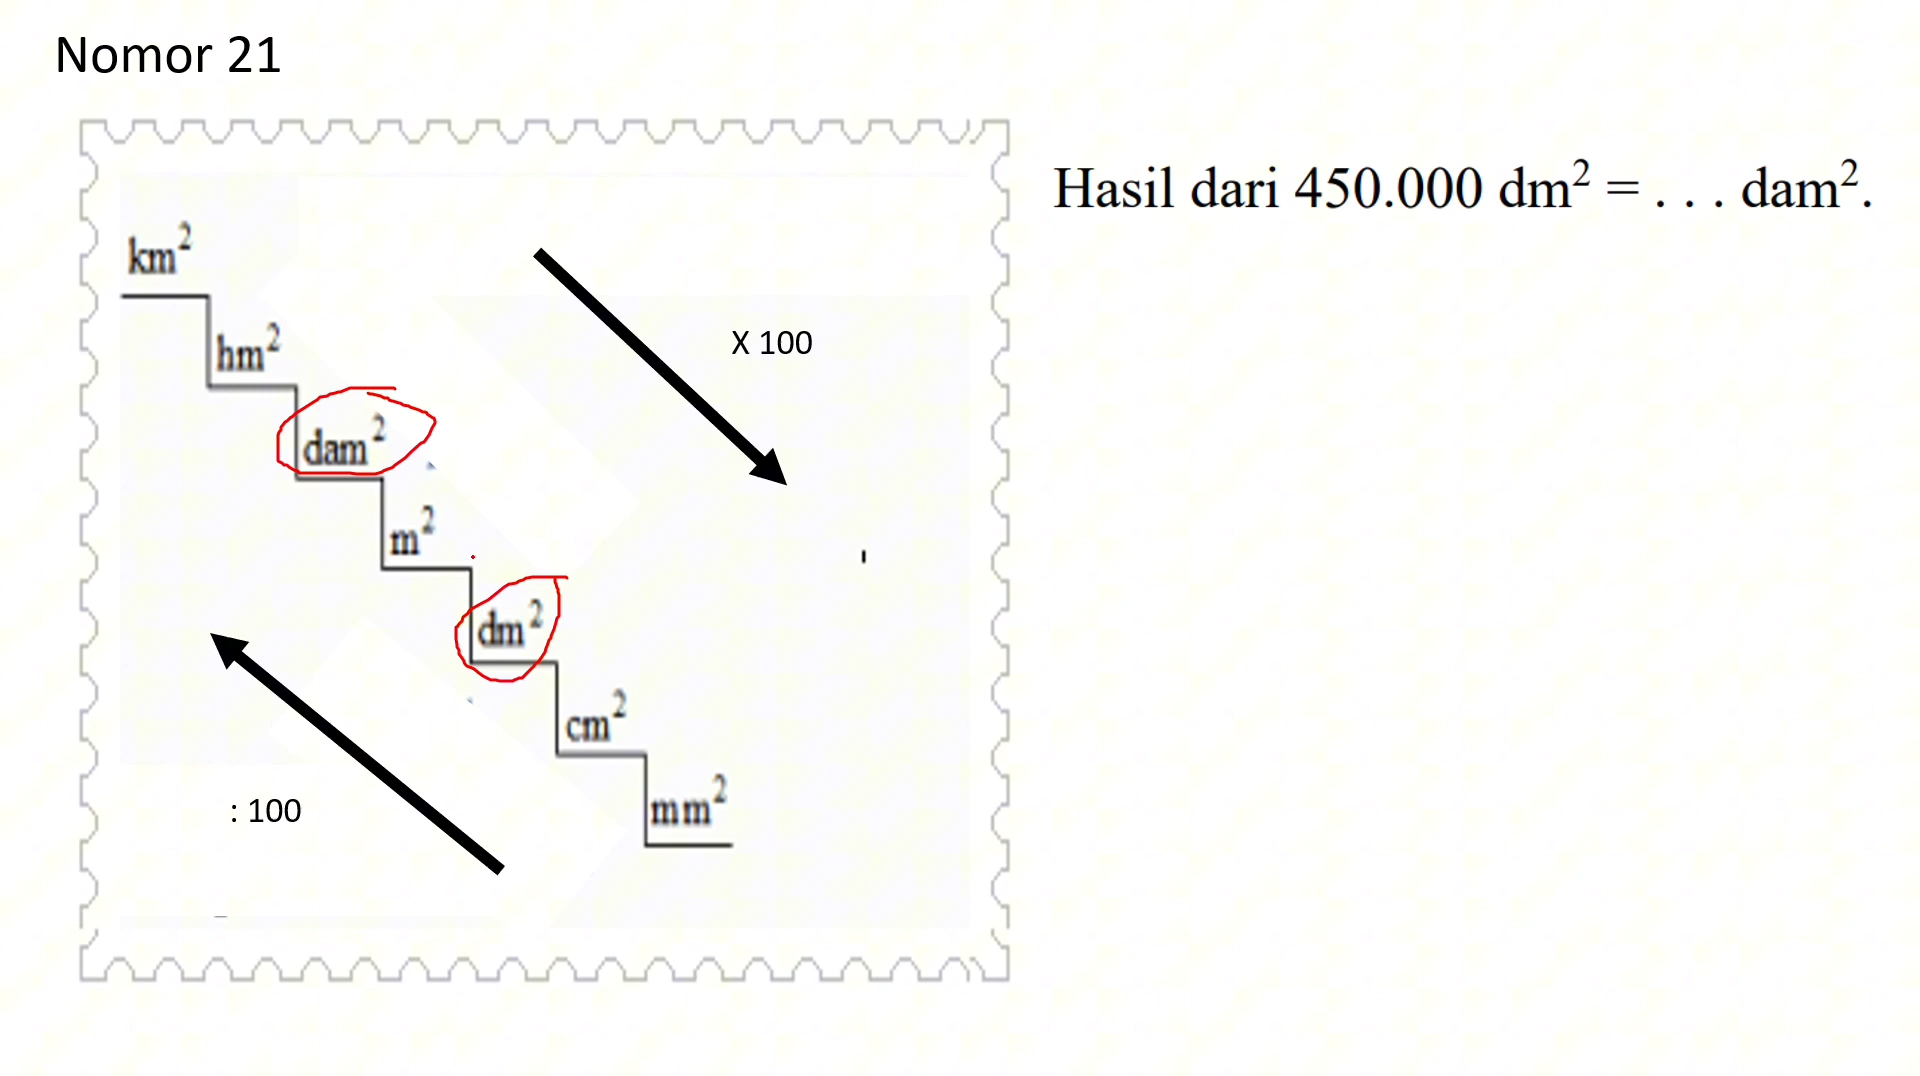 Nomor 21
Hasil dari 450.000 dm² = . . . dam².
km²
hm²
X 100
dam²
m²
dm²
cm²
mm²
: 100